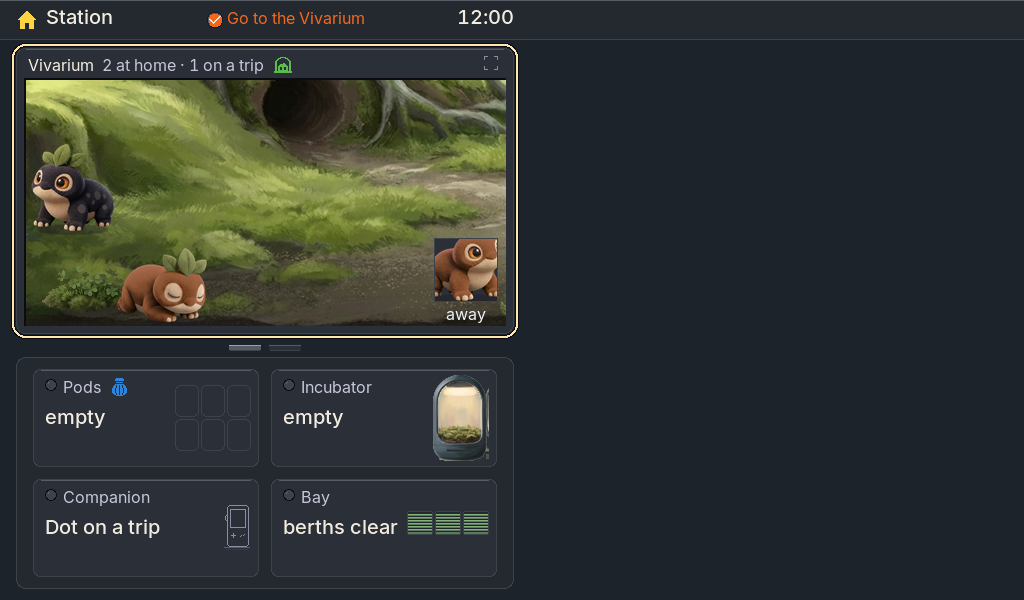 Station
Go to the Vivarium
12:00
Vivarium 2 at home · 1 on a trip
away
Pods
empty
Incubator
empty
Companion
Dot on a trip
Bay
berths clear